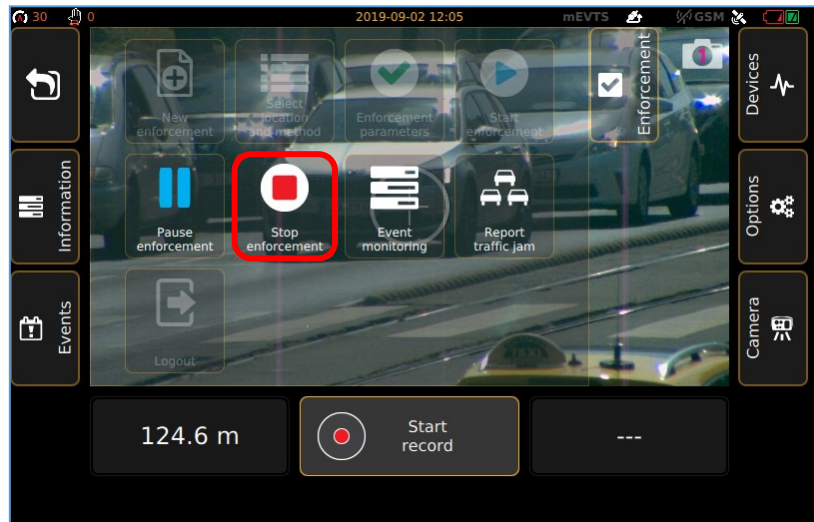 30 0 2019-09-02 12:05 mEVTS GSM
New
enforcement
Select
location
and method
Enforcement
parameters
Start
enforcement
Enforcement
1
Pause
enforcement
Stop
enforcement
Event
monitoring
Report
traffic jam
Logout
Information
Events
Devices
Options
Camera
124.6 m
Start
record
---
TAXI